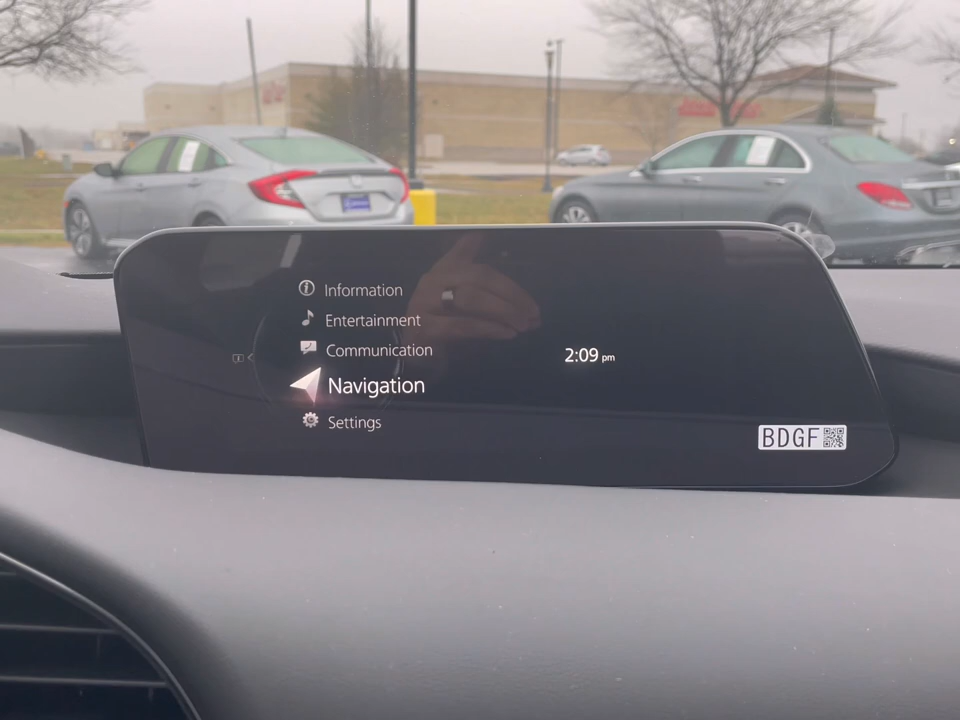 Information
Entertainment
Communication
Navigation
Settings
2:09 pm
BDGF